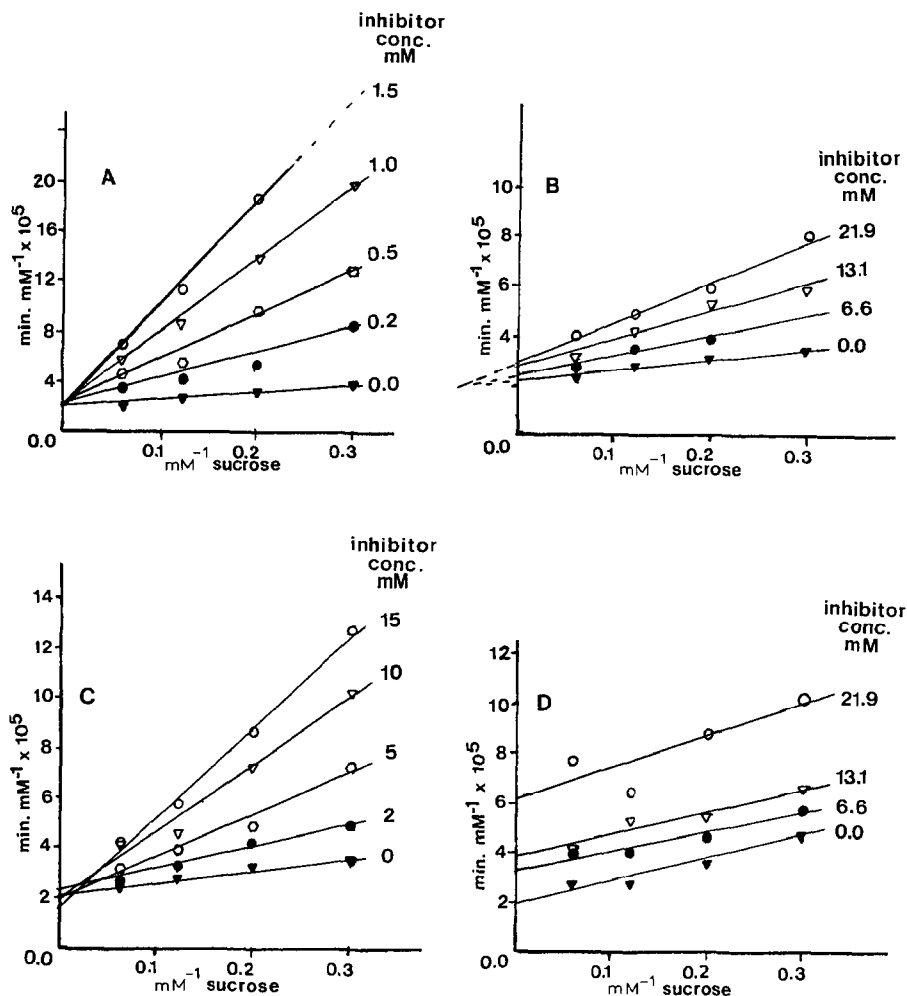 inhibitor
conc.
mM
1.5
1.0
0.5
0.2
0.0
A
20
16
12
8
4
0.0
0.1
0.2
0.3
min. mM⁻¹ x 10⁵
mM⁻¹ sucrose
inhibitor
conc.
mM
21.9
13.1
6.6
0.0
B
10
8
6
4
0.0
0.1
0.2
0.3
min. mM⁻¹ x 10⁵
mM⁻¹ sucrose
inhibitor
conc.
mM
15
10
5
2
0
C
14
12
10
8
6
4
2
0.0
0.1
0.2
0.3
min. mM⁻¹ x 10⁵
mM⁻¹ sucrose
inhibitor
conc.
mM
21.9
13.1
6.6
0.0
D
12
10
8
6
4
2
0.0
0.1
0.2
0.3
min. mM⁻¹ x 10⁵
mM⁻¹ sucrose